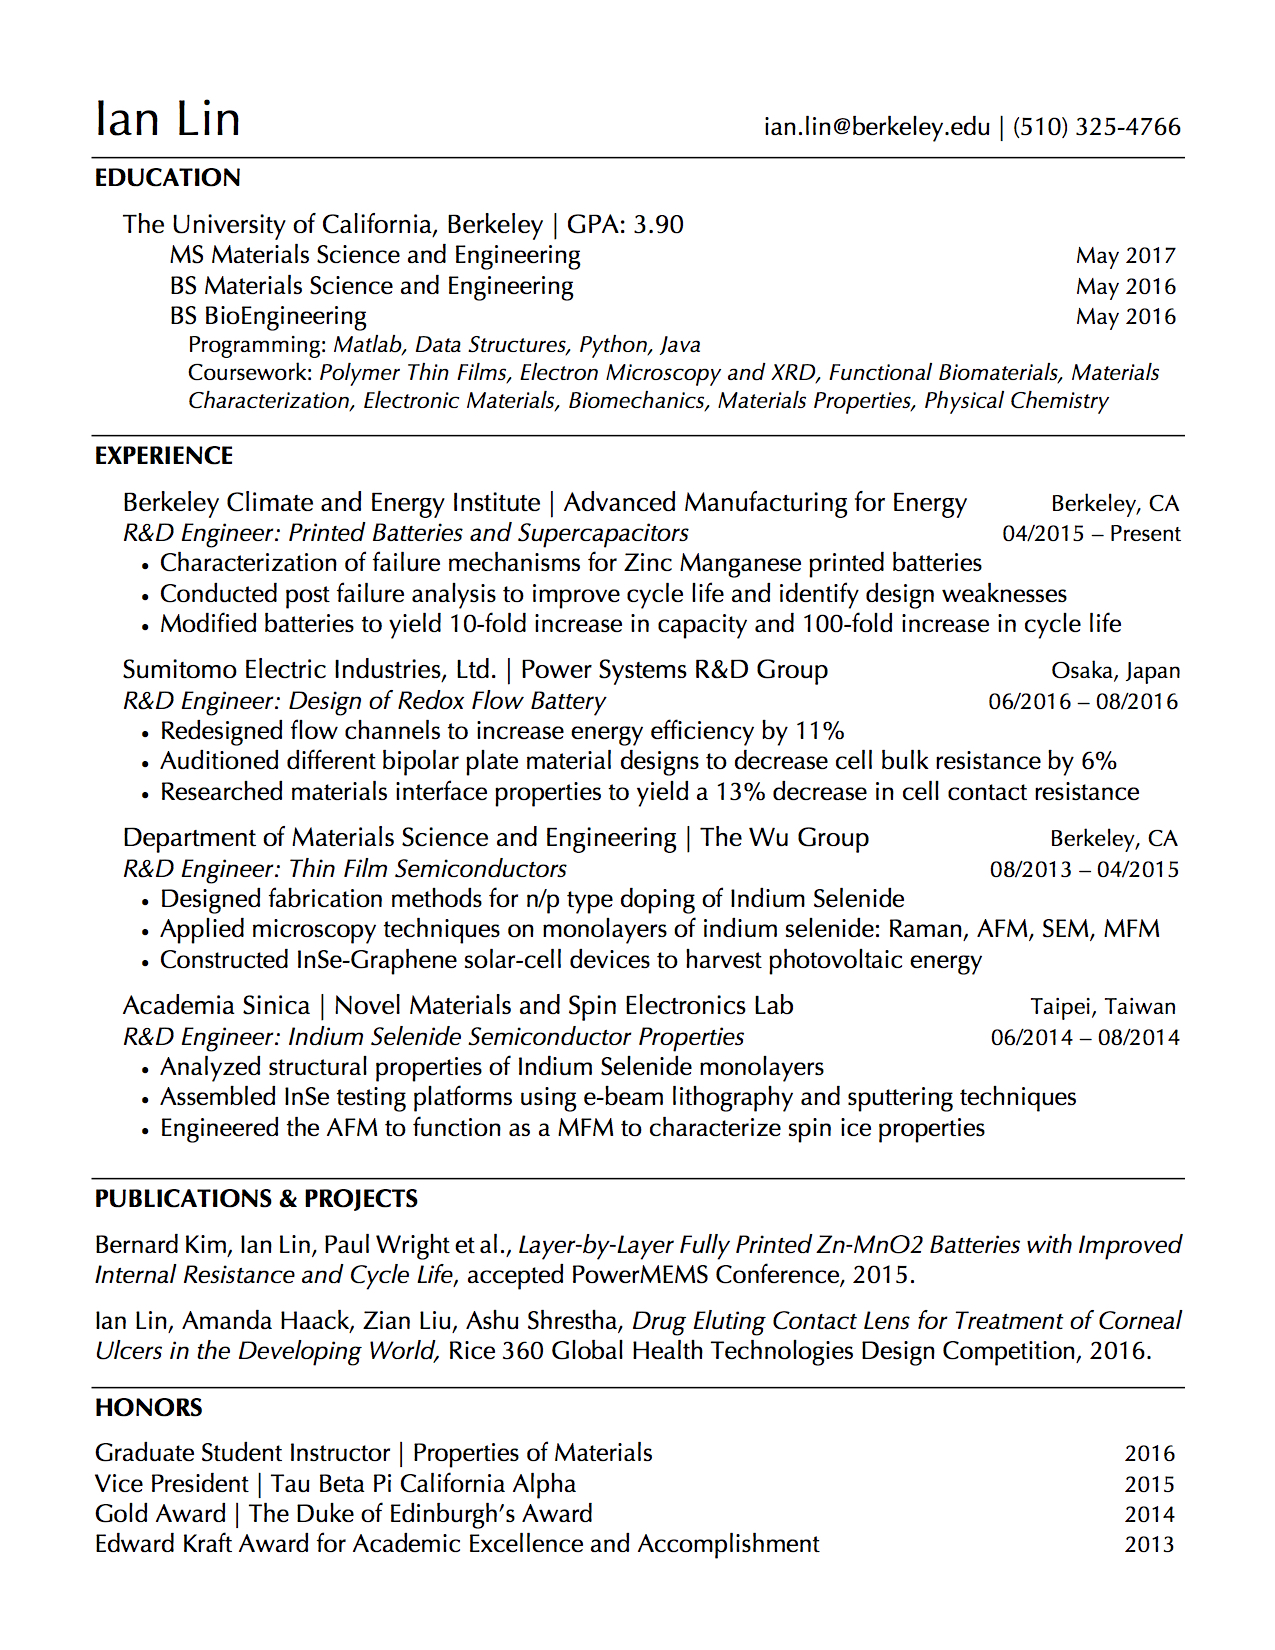 Ian Lin ian.lin@berkeley.edu | (510) 325-4766
EDUCATION
The University of California, Berkeley | GPA: 3.90
MS Materials Science and Engineering May 2017
BS Materials Science and Engineering May 2016
BS BioEngineering May 2016
Programming: Matlab, Data Structures, Python, Java
Coursework: Polymer Thin Films, Electron Microscopy and XRD, Functional Biomaterials, Materials
Characterization, Electronic Materials, Biomechanics, Materials Properties, Physical Chemistry
EXPERIENCE
Berkeley Climate and Energy Institute | Advanced Manufacturing for Energy Berkeley, CA
R&D Engineer: Printed Batteries and Supercapacitors 04/2015 – Present
• Characterization of failure mechanisms for Zinc Manganese printed batteries
• Conducted post failure analysis to improve cycle life and identify design weaknesses
• Modified batteries to yield 10-fold increase in capacity and 100-fold increase in cycle life
Sumitomo Electric Industries, Ltd. | Power Systems R&D Group Osaka, Japan
R&D Engineer: Design of Redox Flow Battery 06/2016 – 08/2016
• Redesigned flow channels to increase energy efficiency by 11%
• Auditioned different bipolar plate material designs to decrease cell bulk resistance by 6%
• Researched materials interface properties to yield a 13% decrease in cell contact resistance
Department of Materials Science and Engineering | The Wu Group Berkeley, CA
R&D Engineer: Thin Film Semiconductors 08/2013 – 04/2015
• Designed fabrication methods for n/p type doping of Indium Selenide
• Applied microscopy techniques on monolayers of indium selenide: Raman, AFM, SEM, MFM
• Constructed InSe-Graphene solar-cell devices to harvest photovoltaic energy
Academia Sinica | Novel Materials and Spin Electronics Lab Taipei, Taiwan
R&D Engineer: Indium Selenide Semiconductor Properties 06/2014 – 08/2014
• Analyzed structural properties of Indium Selenide monolayers
• Assembled InSe testing platforms using e-beam lithography and sputtering techniques
• Engineered the AFM to function as a MFM to characterize spin ice properties
PUBLICATIONS & PROJECTS
Bernard Kim, Ian Lin, Paul Wright et al., Layer-by-Layer Fully Printed Zn-MnO2 Batteries with Improved
Internal Resistance and Cycle Life, accepted PowerMEMS Conference, 2015.
Ian Lin, Amanda Haack, Zian Liu, Ashu Shrestha, Drug Eluting Contact Lens for Treatment of Corneal
Ulcers in the Developing World, Rice 360 Global Health Technologies Design Competition, 2016.
HONORS
Graduate Student Instructor | Properties of Materials 2016
Vice President | Tau Beta Pi California Alpha 2015
Gold Award | The Duke of Edinburgh's Award 2014
Edward Kraft Award for Academic Excellence and Accomplishment 2013